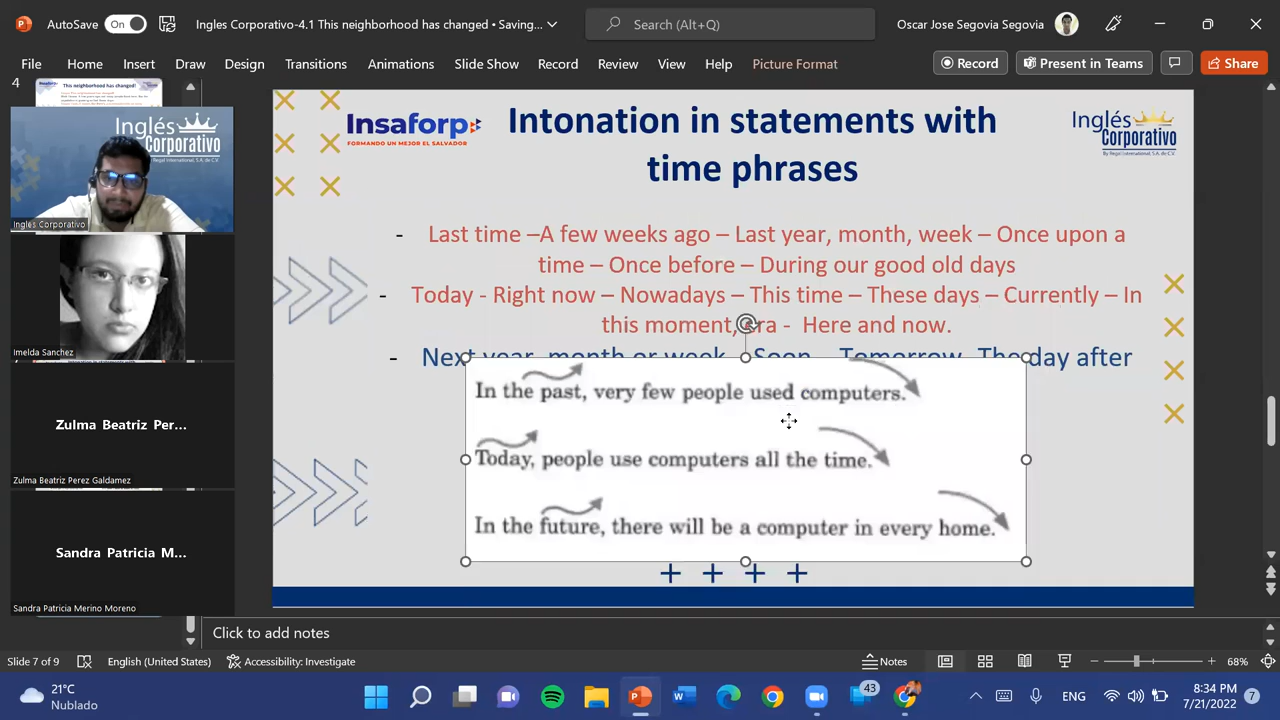 AutoSave On Ingles Corporativo-4.1 This neighborhood has changed • Saving... Search (Alt+Q) Oscar Jose Segovia Segovia
File Home Insert Draw Design Transitions Animations Slide Show Record Review View Help Picture Format Record Present in Teams Share
4
This neighborhood has changed!
Inglés Corporativo
Inglés Corporativo
Imelda Sanchez
Zulma Beatriz Per...
Zulma Beatriz Perez Galdamez
Sandra Patricia M...
Sandra Patricia Merino Moreno
Insaforp
FORMANDO UN MEJOR EL SALVADOR
Intonation in statements with
time phrases
Inglés Corporativo
By Regal International, S.A. de C.V.
- Last time –A few weeks ago – Last year, month, week – Once upon a
time – Once before – During our good old days
- Today - Right now – Nowadays – This time – These days – Currently – In
this moment, era - Here and now.
- Next year, month or week – Soon – Tomorrow – The day after
In the past, very few people used computers.
Today, people use computers all the time.
In the future, there will be a computer in every home.
Click to add notes
Slide 7 of 9 English (United States) Accessibility: Investigate Notes 68%
21°C
Nublado
43
ENG
8:34 PM
7/21/2022
7